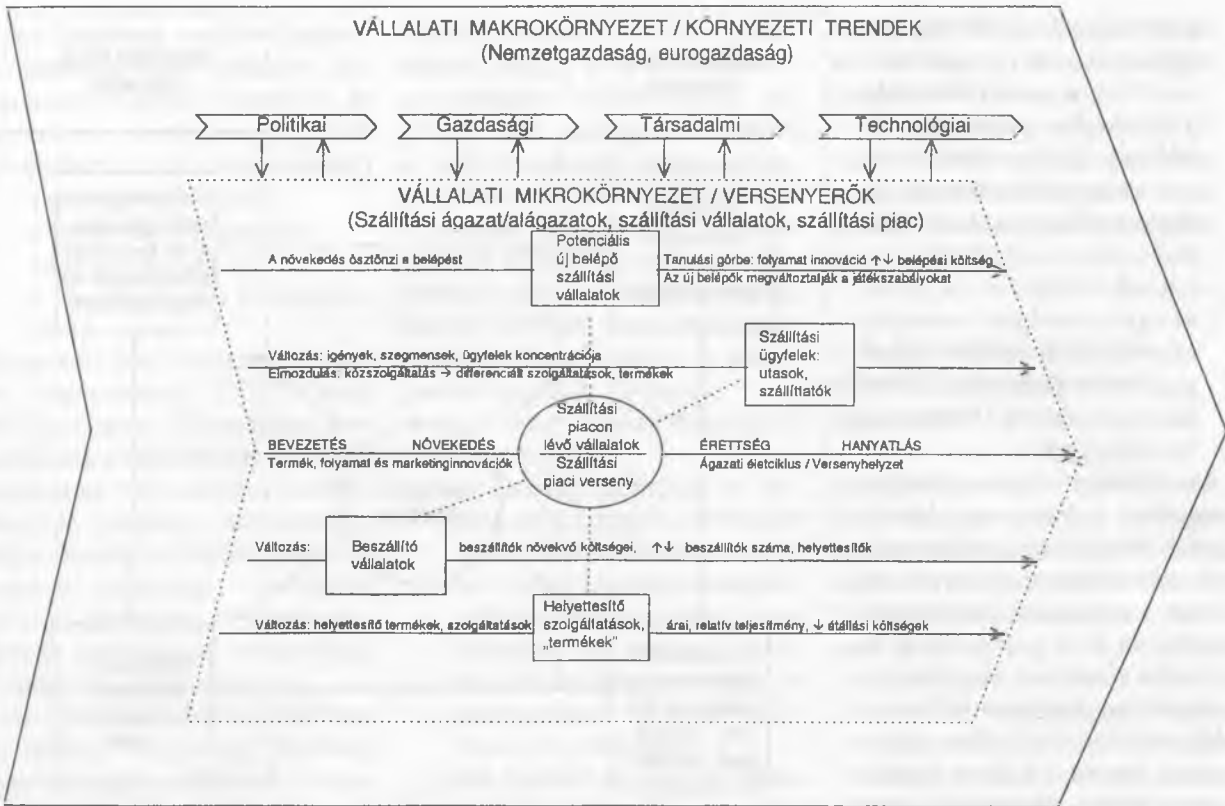 VÁLLALATI MAKROKÖRNYEZET / KÖRNYEZETI TRENDEK
(Nemzetgazdaság, eurogazdaság)
Politikai
Gazdasági
Társadalmi
Technológiai
VÁLLALATI MIKROKÖRNYEZET / VERSENYERŐK
(Szállítási ágazat/alágazatok, szállítási vállalatok, szállítási piac)
A növekedés ösztönzi a belépést
Potenciális
új belépő
szállítási
vállalatok
Tanulási görbe: folyamat innováció ↑↓ belépési költség
Az új belépők megváltoztatják a játékszabályokat
Változás: igények, szegmensek, ügyfelek koncentrációja
Elmozdulás: közszolgáltatás → differenciált szolgáltatások, termékek
Szállítási
ügyfelek:
utasok,
szállíttatók
BEVEZETÉS
NÖVEKEDÉS
Termék, folyamat és marketinginnovációk
Szállítási
piacon
lévő vállalatok
Szállítási
piaci verseny
ÉRETTSÉG
HANYATLÁS
Ágazati életciklus / Versenyhelyzet
Változás:
Beszállító
vállalatok
beszállítók növekvő költségei, ↑↓ beszállítók száma, helyettesítők
Változás: helyettesítő termékek, szolgáltatások
Helyettesítő
szolgáltatások,
„termékek”
árai, relatív teljesítmény, ↓ átállási költségek